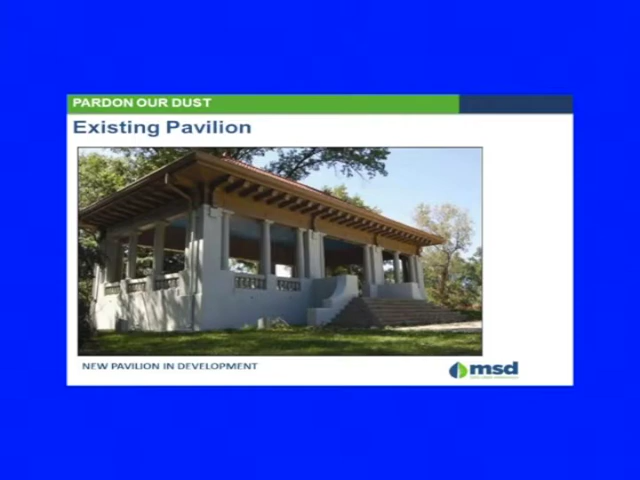 PARDON OUR DUST
Existing Pavilion
NEW PAVILION IN DEVELOPMENT
msd